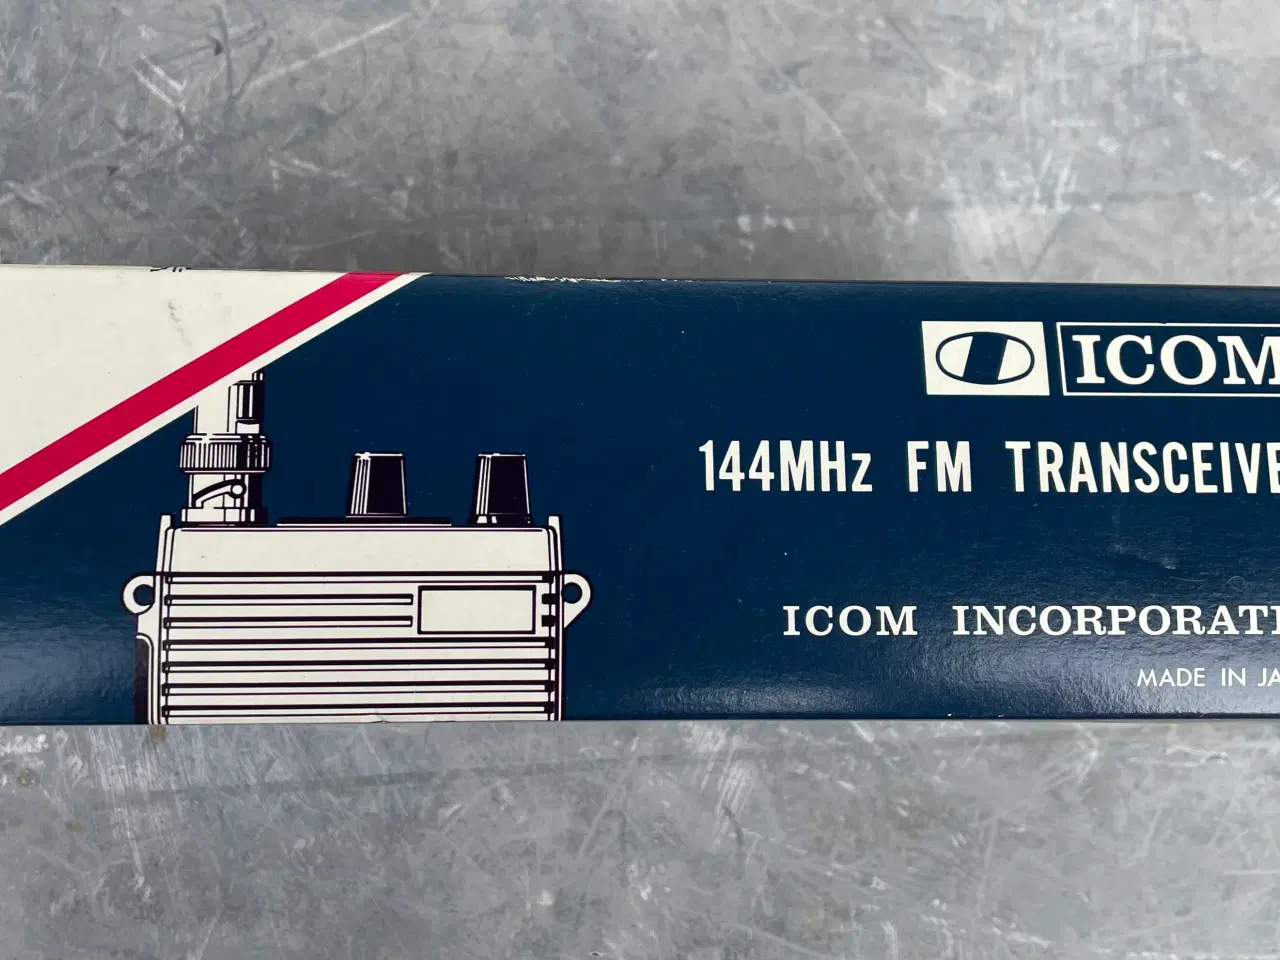 ICOM
144MHz FM TRANSCEIVE
ICOM INCORPORAT
MADE IN JA